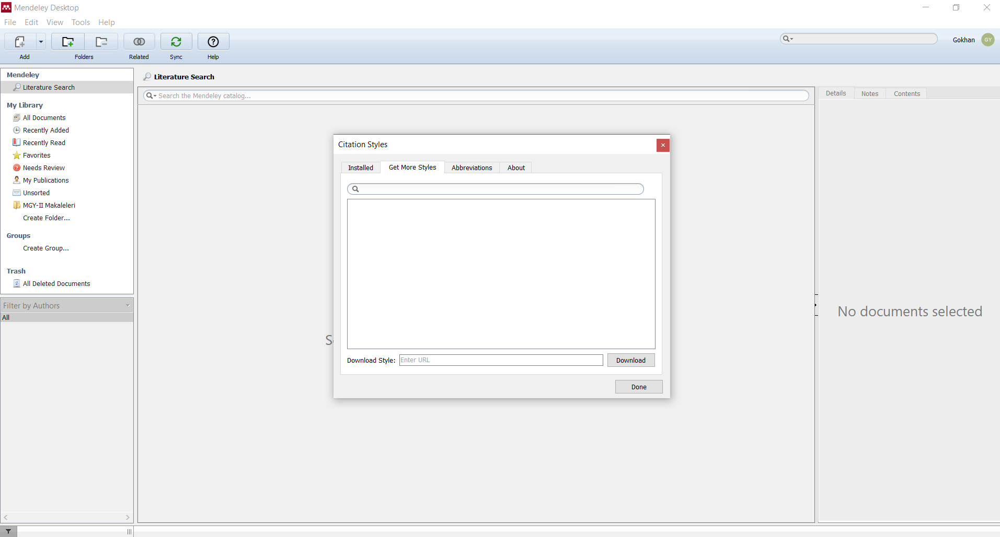 Mendeley Desktop
File Edit View Tools Help
Add Folders Related Sync Help
Gokhan GY
Mendeley
Literature Search
My Library
All Documents
Recently Added
Recently Read
Favorites
Needs Review
My Publications
Unsorted
MGY-II Makaleleri
Create Folder...
Groups
Create Group...
Trash
All Deleted Documents
Filter by Authors
All
Literature Search
Search the Mendeley catalog...
S
Citation Styles
Installed Get More Styles Abbreviations About
Download Style: Enter URL Download
Done
Details Notes Contents
No documents selected